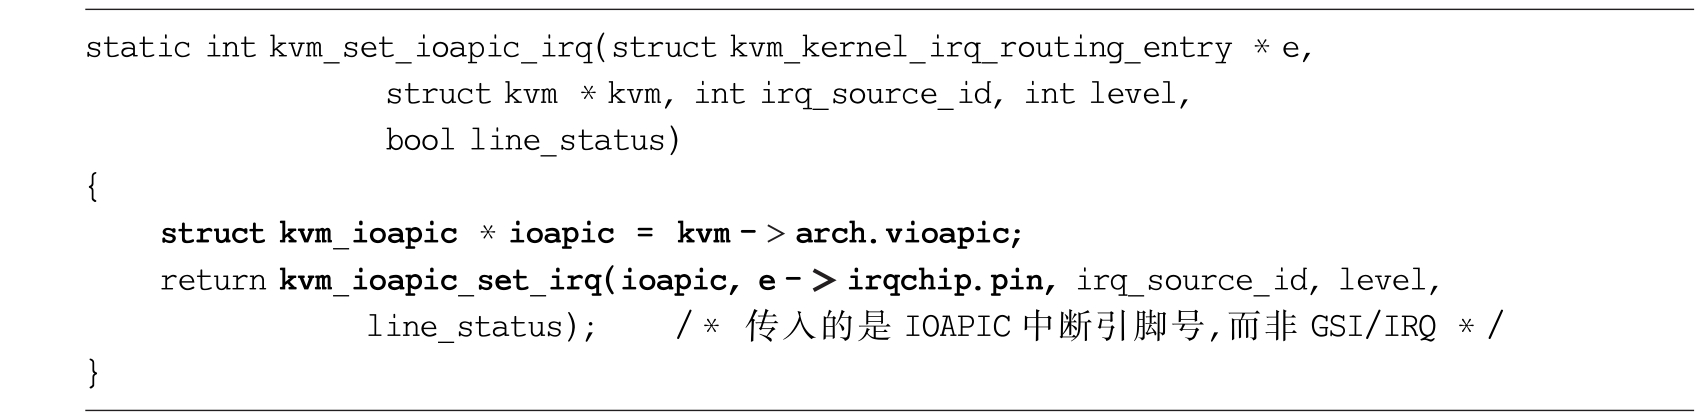 static int kvm_set_ioapic_irq(struct kvm_kernel_irq_routing_entry * e,
struct kvm * kvm, int irq_source_id, int level,
bool line_status)
{
struct kvm_ioapic * ioapic = kvm -> arch.vioapic;
return kvm_ioapic_set_irq(ioapic, e -> irqchip.pin, irq_source_id, level,
line_status); /* 传入的是 IOAPIC 中断引脚号,而非 GSI/IRQ */
}